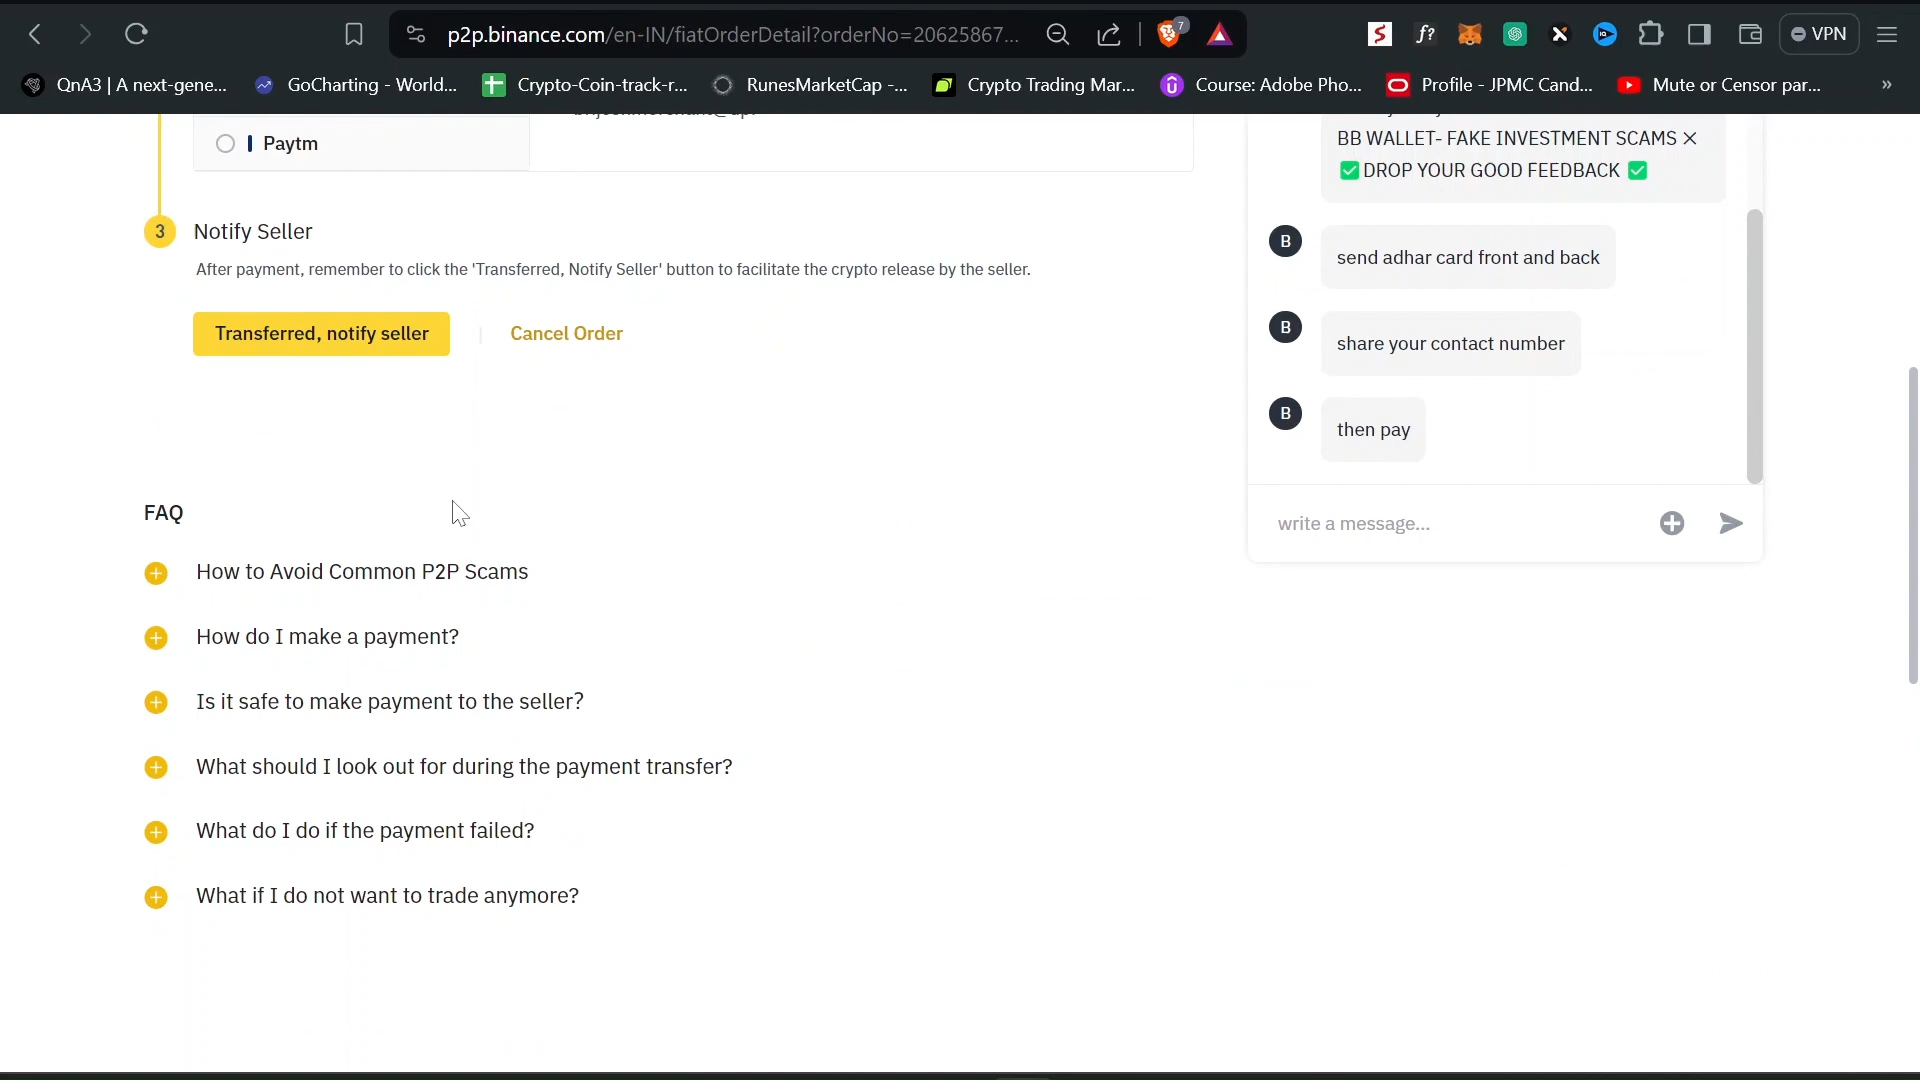 p2p.binance.com/en-IN/fiatOrderDetail?orderNo=20625867...
7
VPN
QnA3 | A next-gene...
GoCharting - World...
Crypto-Coin-track-r...
RunesMarketCap -...
Crypto Trading Mar...
Course: Adobe Pho...
Profile - JPMC Cand...
Mute or Censor par...
»
Paytm
3
Notify Seller
After payment, remember to click the 'Transferred, Notify Seller' button to facilitate the crypto release by the seller.
Transferred, notify seller
Cancel Order
FAQ
How to Avoid Common P2P Scams
How do I make a payment?
Is it safe to make payment to the seller?
What should I look out for during the payment transfer?
What do I do if the payment failed?
What if I do not want to trade anymore?
BB WALLET- FAKE INVESTMENT SCAMS ✕
✅ DROP YOUR GOOD FEEDBACK ✅
B
send adhar card front and back
B
share your contact number
B
then pay
write a message...